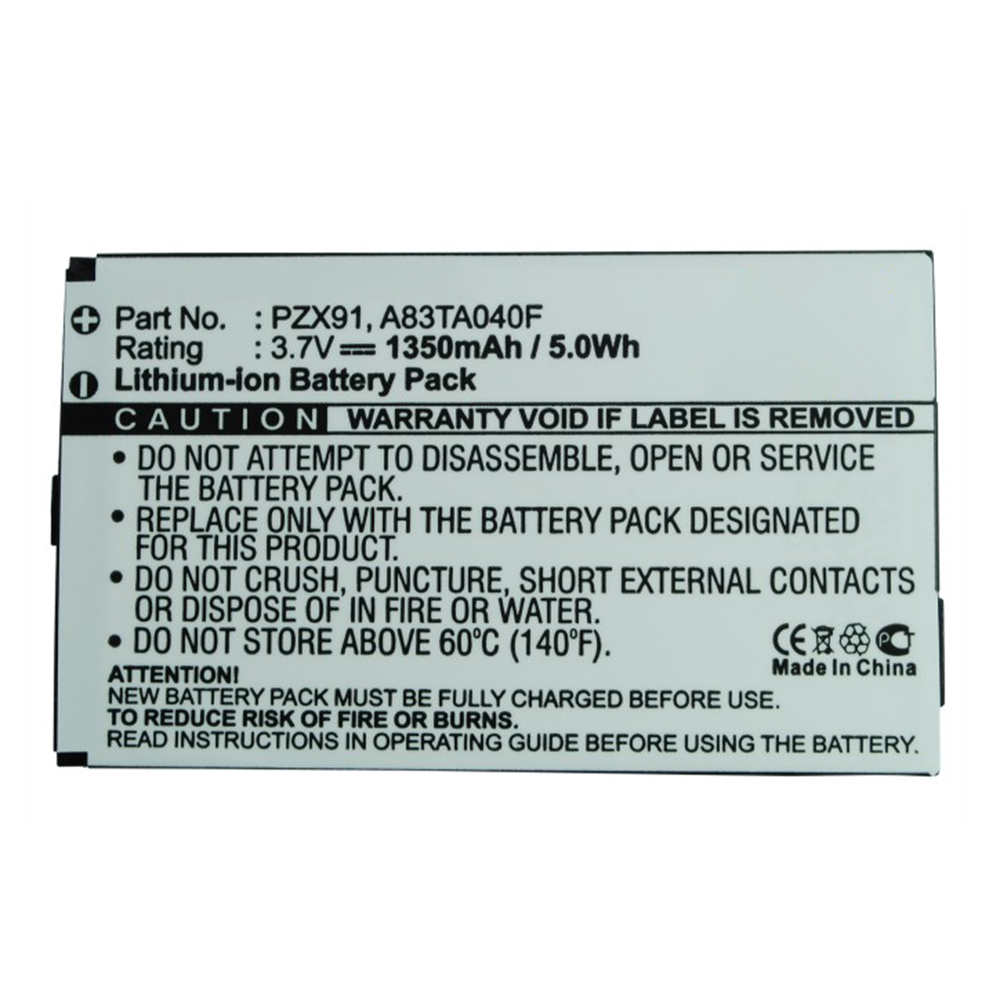 Part No. : PZX91, A83TA040F
Rating : 3.7V 1350mAh / 5.0Wh
Lithium-ion Battery Pack
CAUTION WARRANTY VOID IF LABEL IS REMOVED
• DO NOT ATTEMPT TO DISASSEMBLE, OPEN OR SERVICE
THE BATTERY PACK.
• REPLACE ONLY WITH THE BATTERY PACK DESIGNATED
FOR THIS PRODUCT.
• DO NOT CRUSH, PUNCTURE, SHORT EXTERNAL CONTACTS
OR DISPOSE OF IN FIRE OR WATER.
• DO NOT STORE ABOVE 60°C (140°F).
CE
Made In China
ATTENTION!
NEW BATTERY PACK MUST BE FULLY CHARGED BEFORE USE.
TO REDUCE RISK OF FIRE OR BURNS.
READ INSTRUCTIONS IN OPERATING GUIDE BEFORE USING THE BATTERY.